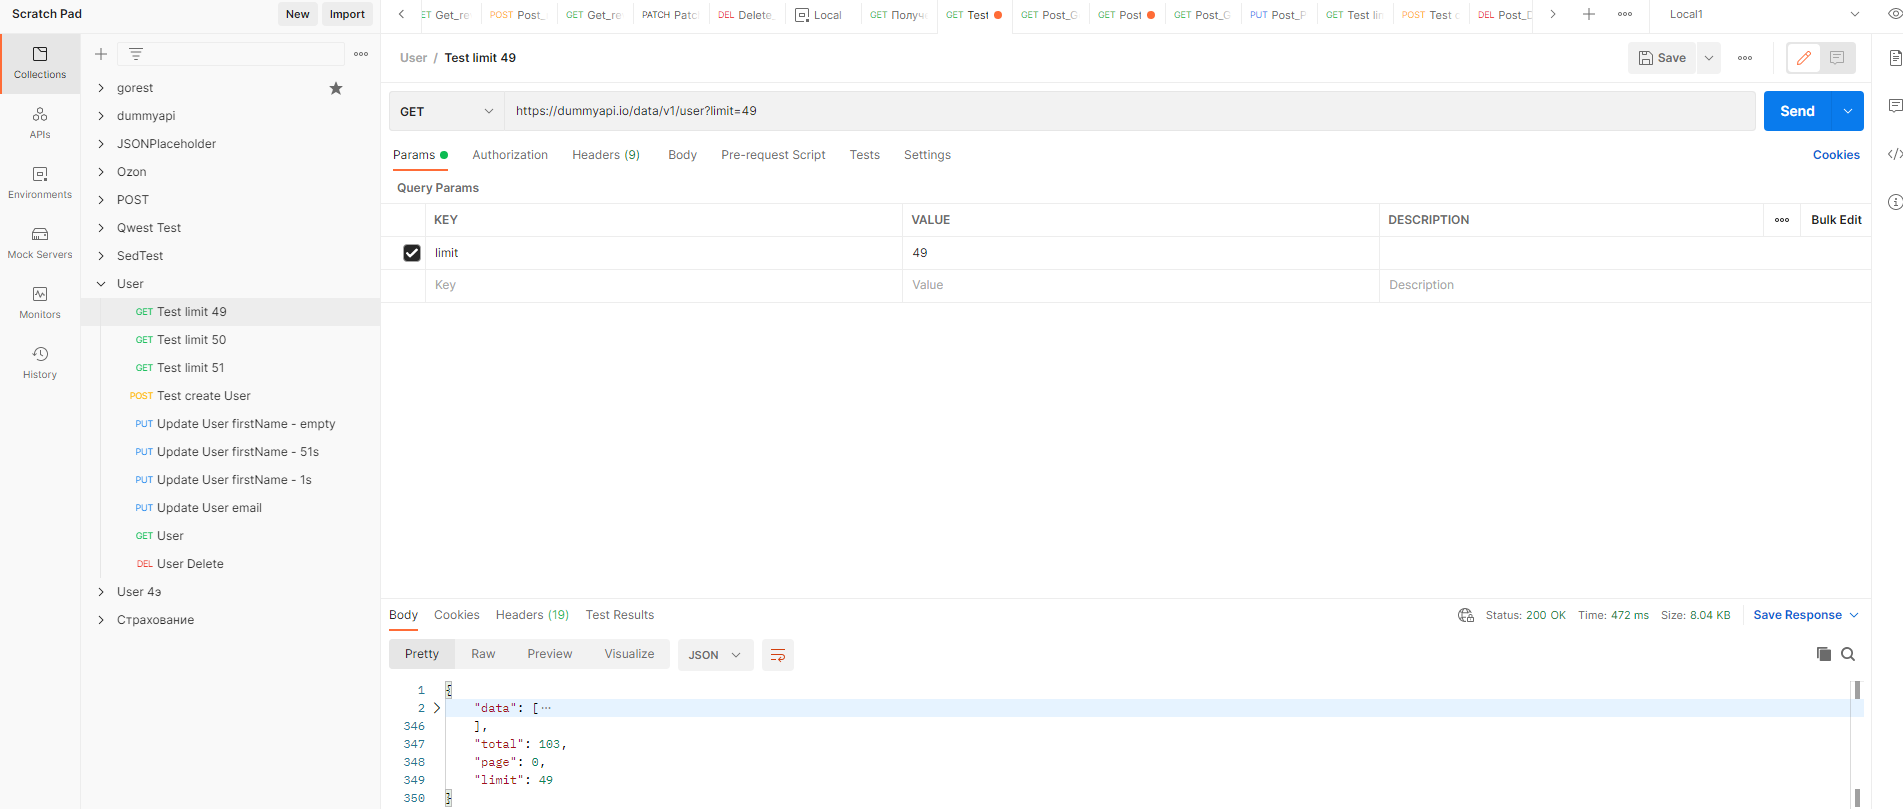 Scratch Pad New Import
GET Get_re POST Post_ GET Get_re PATCH Patc DEL Delete_ Local GET Получ GET Test GET Post_G GET Post GET Post_G PUT Post_P GET Test li POST Test DEL Post_D Local1
Collections
APIs
Environments
Mock Servers
Monitors
History
gorest
dummyapi
JSONPlaceholder
Ozon
POST
Qwest Test
SedTest
User
GET Test limit 49
GET Test limit 50
GET Test limit 51
POST Test create User
PUT Update User firstName - empty
PUT Update User firstName - 51s
PUT Update User firstName - 1s
PUT Update User email
GET User
DEL User Delete
User 4э
Страхование
User / Test limit 49
Save
GET https://dummyapi.io/data/v1/user?limit=49 Send
Params Authorization Headers (9) Body Pre-request Script Tests Settings Cookies
Query Params
KEY VALUE DESCRIPTION Bulk Edit
limit 49
Key Value Description
Body Cookies Headers (19) Test Results Status: 200 OK Time: 472 ms Size: 8.04 KB Save Response
Pretty Raw Preview Visualize JSON
1 {
2 "data": [···
346 ],
347 "total": 103,
348 "page": 0,
349 "limit": 49
350 }